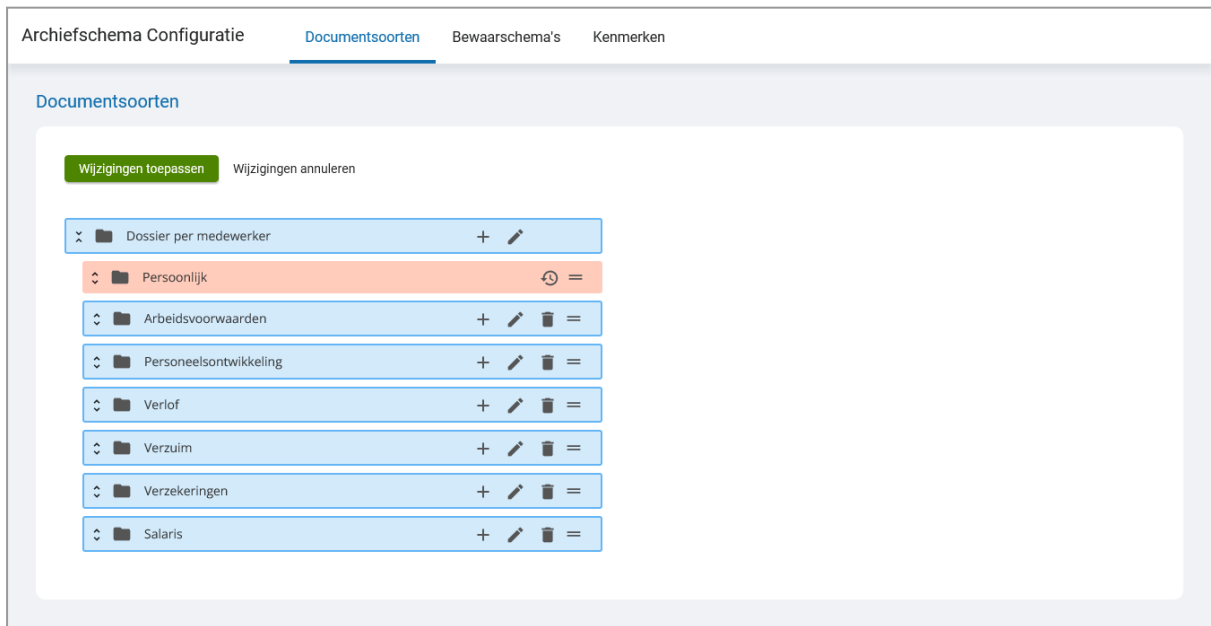 Archiefschema Configuratie Documentsoorten Bewaarschema's Kenmerken
Documentsoorten
Wijzigingen toepassen Wijzigingen annuleren
Dossier per medewerker
Persoonlijk
Arbeidsvoorwaarden
Personeelsontwikkeling
Verlof
Verzuim
Verzekeringen
Salaris